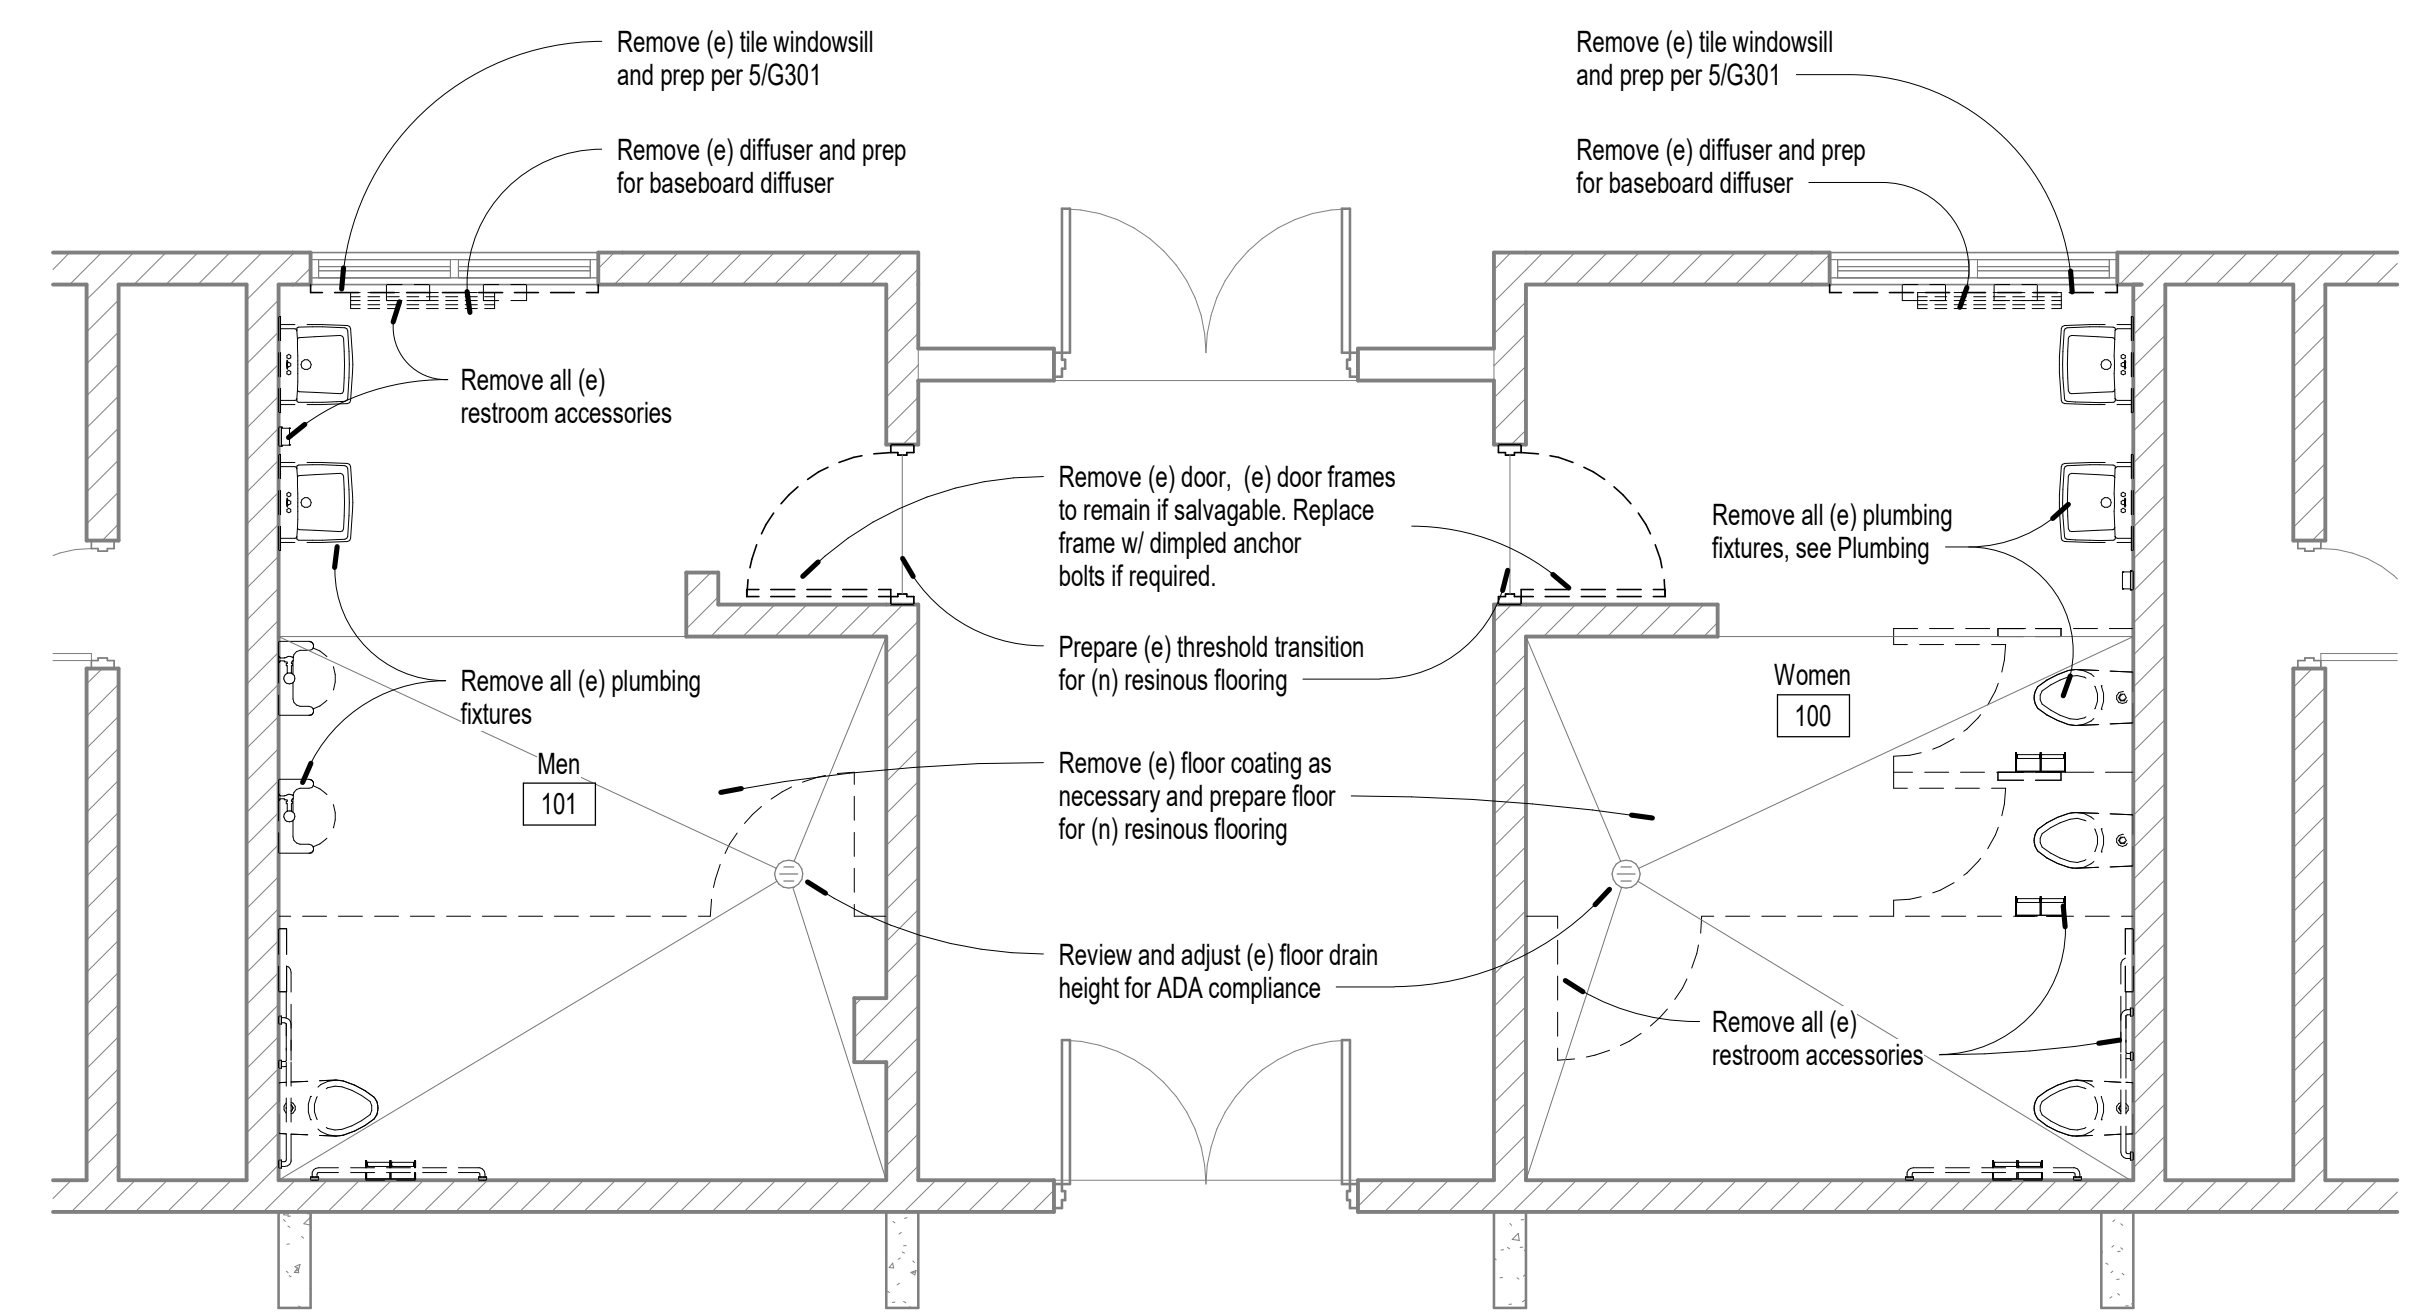 Remove (e) tile windowsill
and prep per 5/G301
Remove (e) diffuser and prep
for baseboard diffuser
Remove (e) tile windowsill
and prep per 5/G301
Remove (e) diffuser and prep
for baseboard diffuser
Remove all (e)
restroom accessories
Remove (e) door,  (e) door frames
to remain if salvagable. Replace
frame w/ dimpled anchor
bolts if required.
Remove all (e) plumbing
fixtures, see Plumbing
Prepare (e) threshold transition
for (n) resinous flooring
Remove all (e) plumbing
fixtures
Women
100
Men
101
Remove (e) floor coating as
necessary and prepare floor
for (n) resinous flooring
Review and adjust (e) floor drain
height for ADA compliance
Remove all (e)
restroom accessories